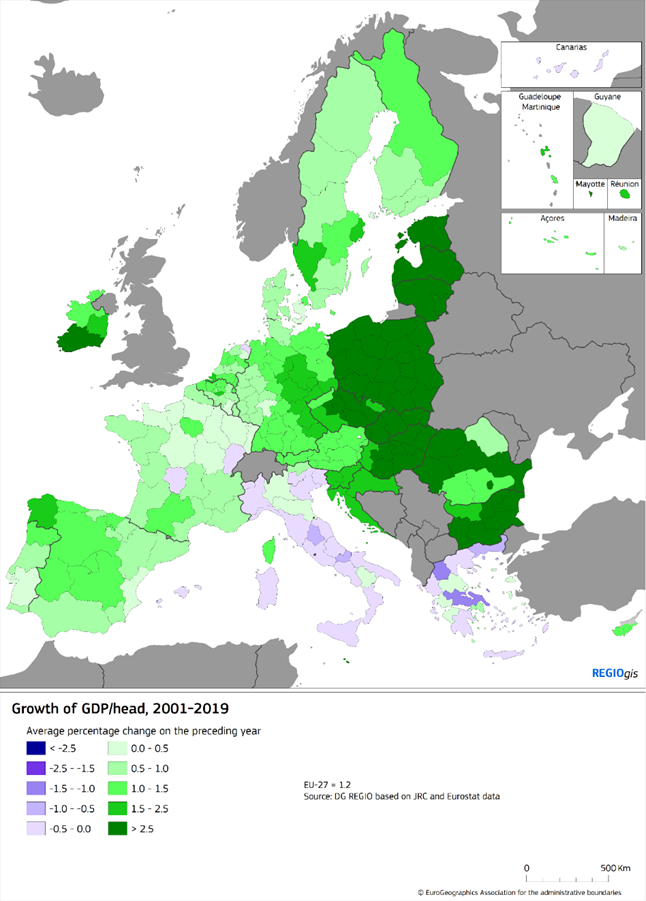 Canarias
Guadeloupe
Martinique
Guyane
Mayotte
Réunion
Açores
Madeira
REGIOgis
Growth of GDP/head, 2001-2019
Average percentage change on the preceding year
< -2.5
-2.5 - -1.5
-1.5 - -1.0
-1.0 - -0.5
-0.5 - 0.0
0.0 - 0.5
0.5 - 1.0
1.0 - 1.5
1.5 - 2.5
> 2.5
EU-27 = 1.2
Source: DG REGIO based on JRC and Eurostat data
0 500 Km
© EuroGeographics Association for the administrative boundaries